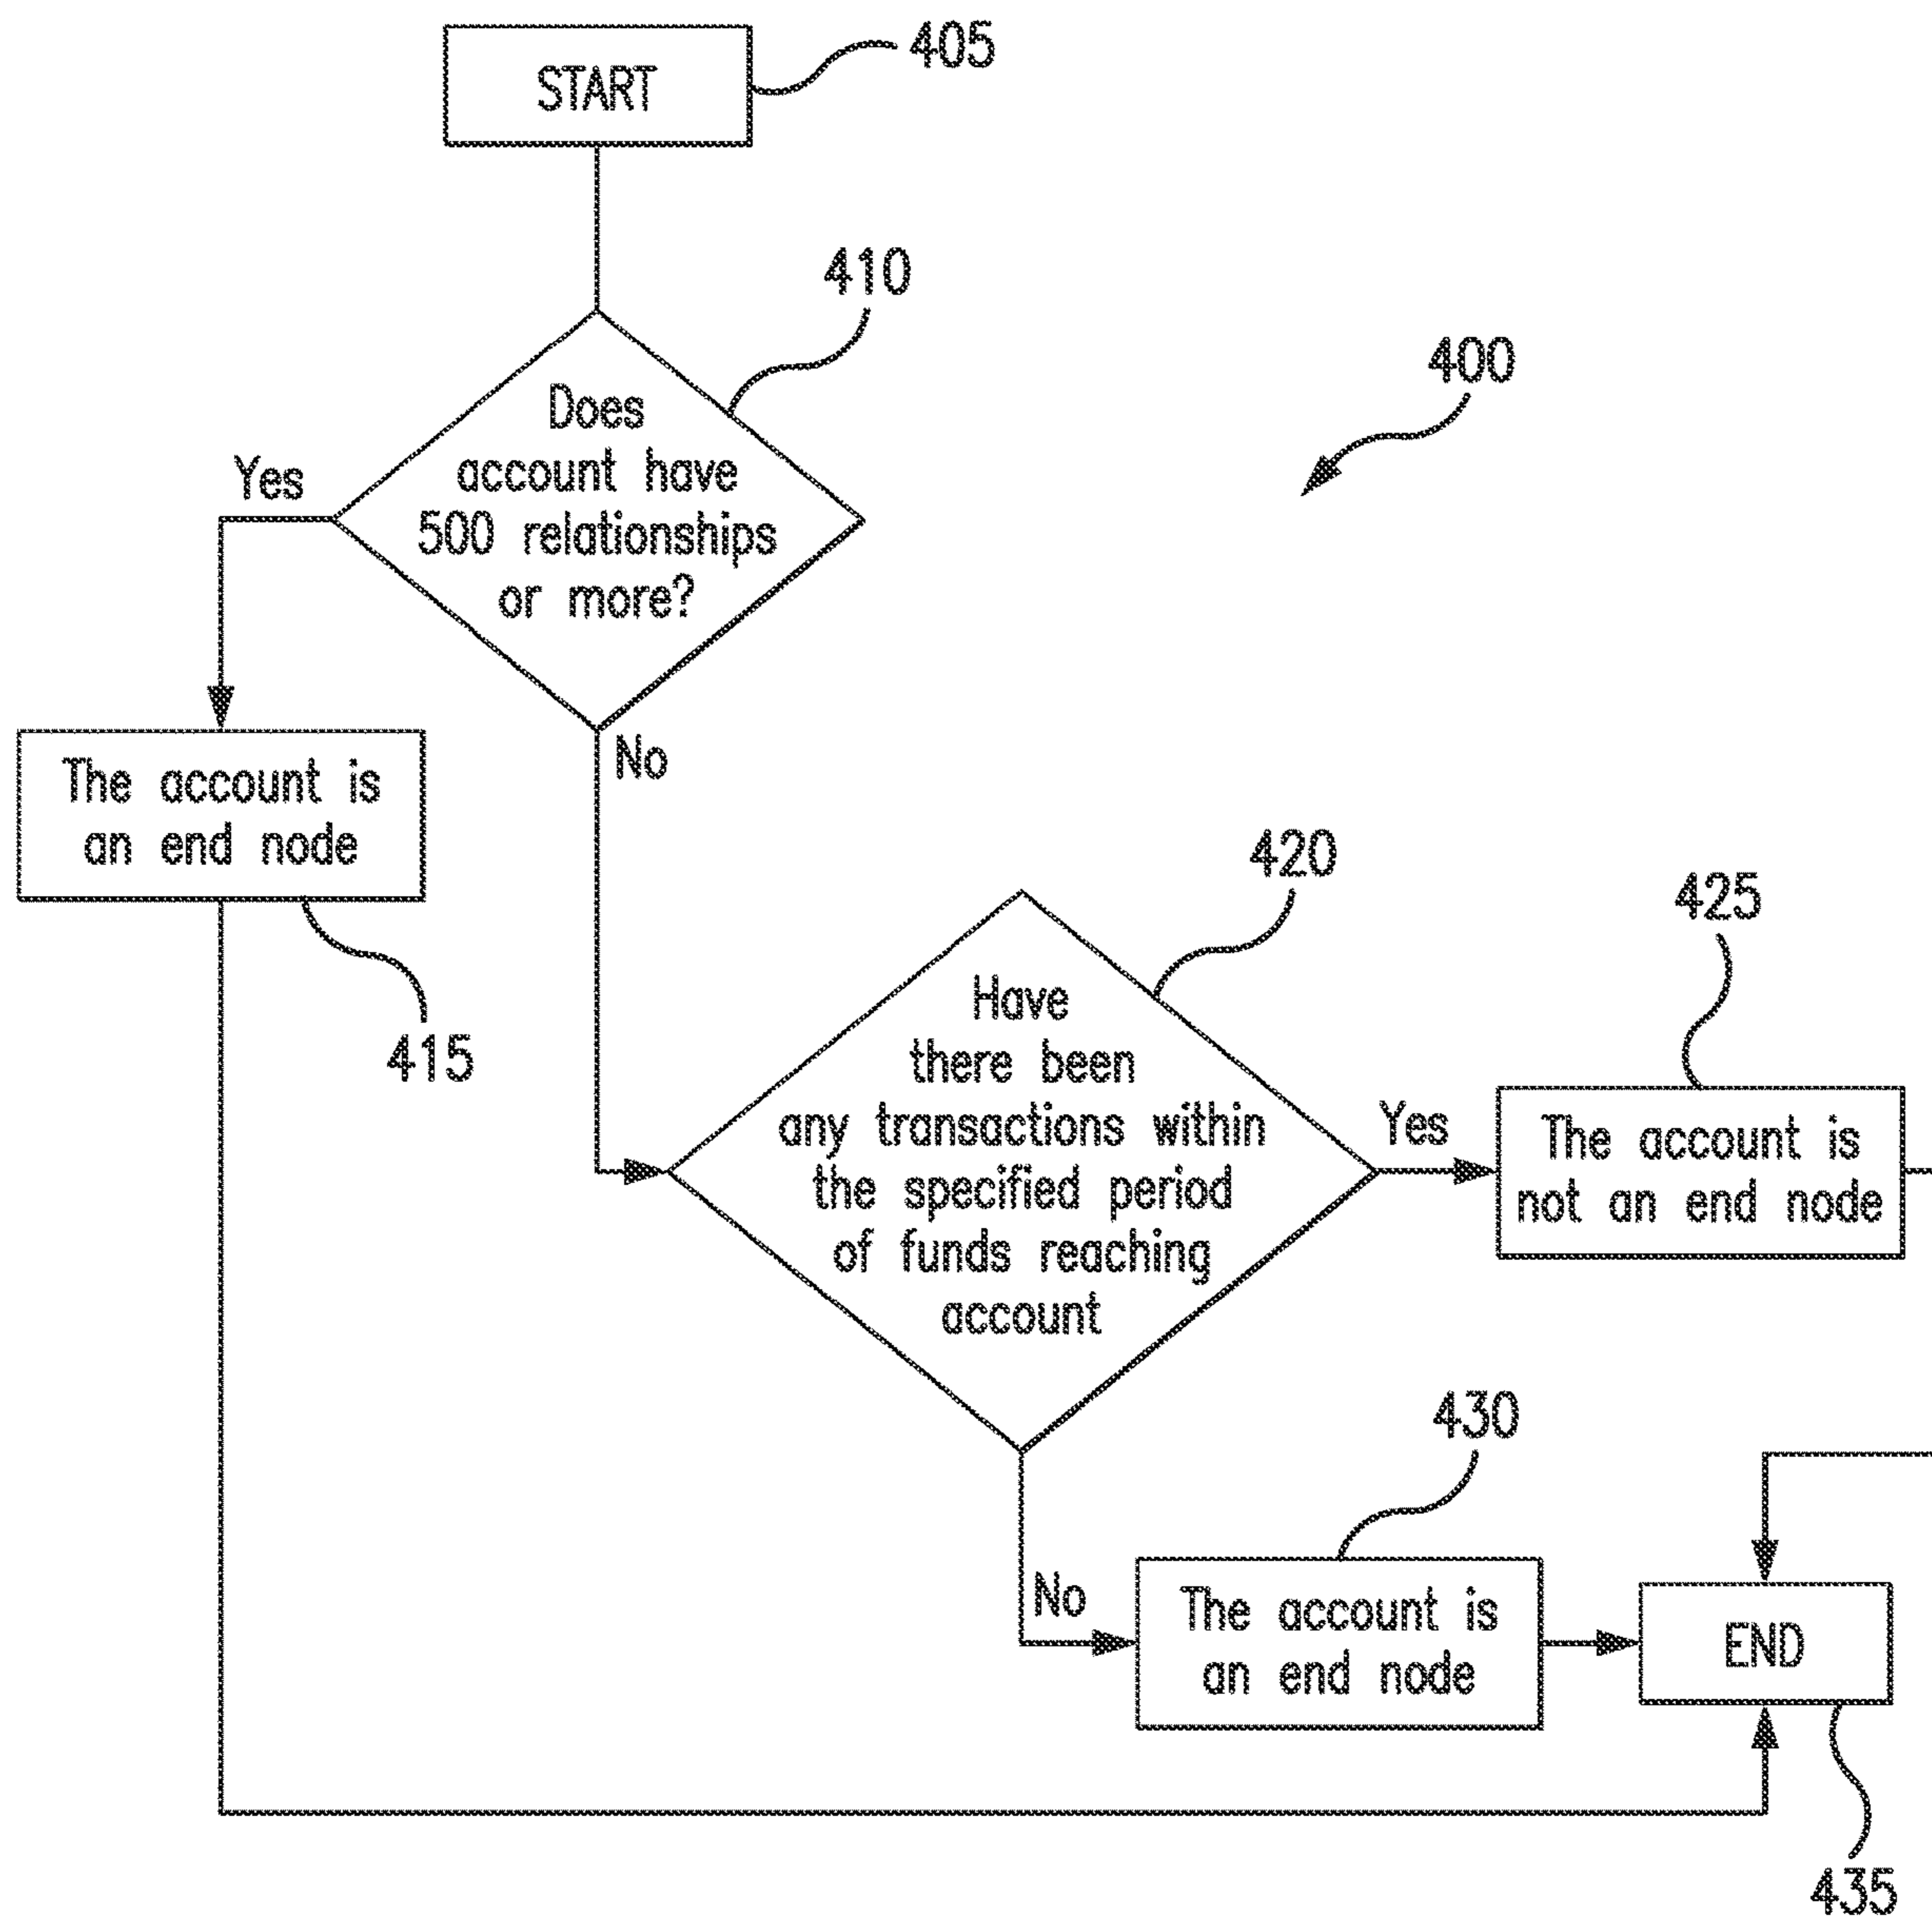 START
405
410
Does
account have
500 relationships
or more?
Yes
No
400
The account is
an end node
415
420
Have
there been
any transactions within
the specified period
of funds reaching
account
Yes
425
The account is
not an end node
No
430
The account is
an end node
END
435